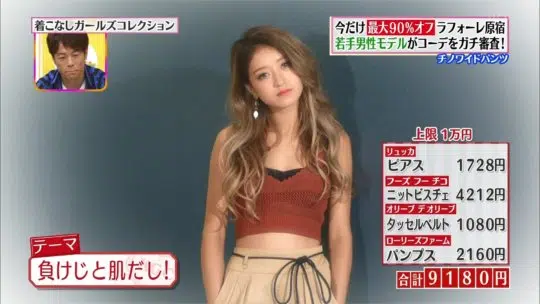 着こなしガールズコレクション
今だけ 最大90%オフ ラフォーレ原宿
若手男性モデルがコーデをガチ審査!
チノワイドパンツ
上限 1万円
リュッカ
ピアス 1728円
フーズ フー チコ
ニットビスチェ 4212円
オリーブ デ オリーブ
タッセルベルト 1080円
ローリーズファーム
パンプス 2160円
合計 9180円
テーマ
負けじと肌だし!